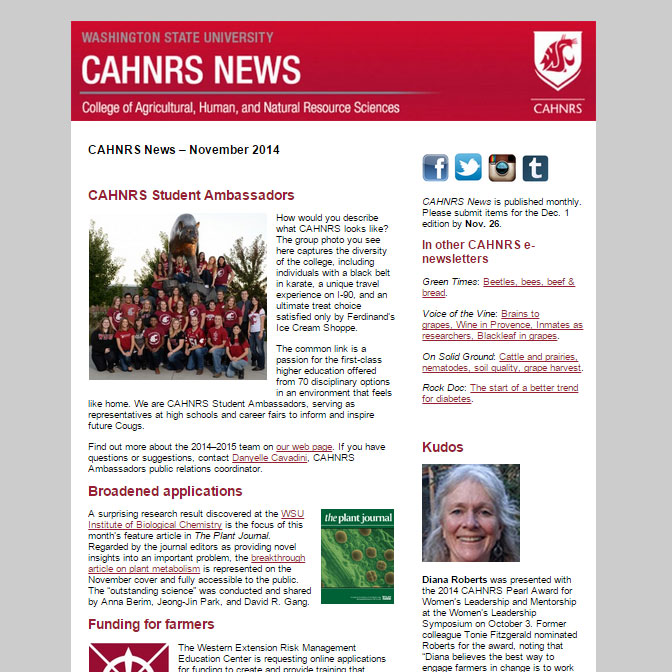 WASHINGTON STATE UNIVERSITY
CAHNRS NEWS
College of Agricultural, Human, and Natural Resource Sciences
CAHNRS
CAHNRS News – November 2014
CAHNRS Student Ambassadors
How would you describe
what CAHNRS looks like?
The group photo you see
here captures the diversity
of the college, including
individuals with a black belt
in karate, a unique travel
experience on I-90, and an
ultimate treat choice
satisfied only by Ferdinand's
Ice Cream Shoppe.
The common link is a
passion for the first-class
higher education offered
from 70 disciplinary options
in an environment that feels
like home. We are CAHNRS Student Ambassadors, serving as
representatives at high schools and career fairs to inform and inspire
future Cougs.
Find out more about the 2014–2015 team on our web page. If you have
questions or suggestions, contact Danyelle Cavadini, CAHNRS
Ambassadors public relations coordinator.
Broadened applications
A surprising research result discovered at the WSU
Institute of Biological Chemistry is the focus of this
month's feature article in The Plant Journal.
Regarded by the journal editors as providing novel
insights into an important problem, the breakthrough
article on plant metabolism is represented on the
November cover and fully accessible to the public.
The "outstanding science" was conducted and shared
by Anna Berim, Jeong-Jin Park, and David R. Gang.
the plant journal
Funding for farmers
The Western Extension Risk Management
Education Center is requesting online applications
for funding to create and provide training that
CAHNRS News is published monthly.
Please submit items for the Dec. 1
edition by Nov. 26.
In other CAHNRS e-
newsletters
Green Times: Beetles, bees, beef &
bread.
Voice of the Vine: Brains to
grapes, Wine in Provence, Inmates as
researchers, Blackleaf in grapes.
On Solid Ground: Cattle and prairies,
nematodes, soil quality, grape harvest.
Rock Doc: The start of a better trend
for diabetes.
Kudos
Diana Roberts was presented with
the 2014 CAHNRS Pearl Award for
Women's Leadership and Mentorship
at the Women's Leadership
Symposium on October 3. Former
colleague Tonie Fitzgerald nominated
Roberts for the award, noting that
"Diana believes the best way to
engage farmers in change is to work